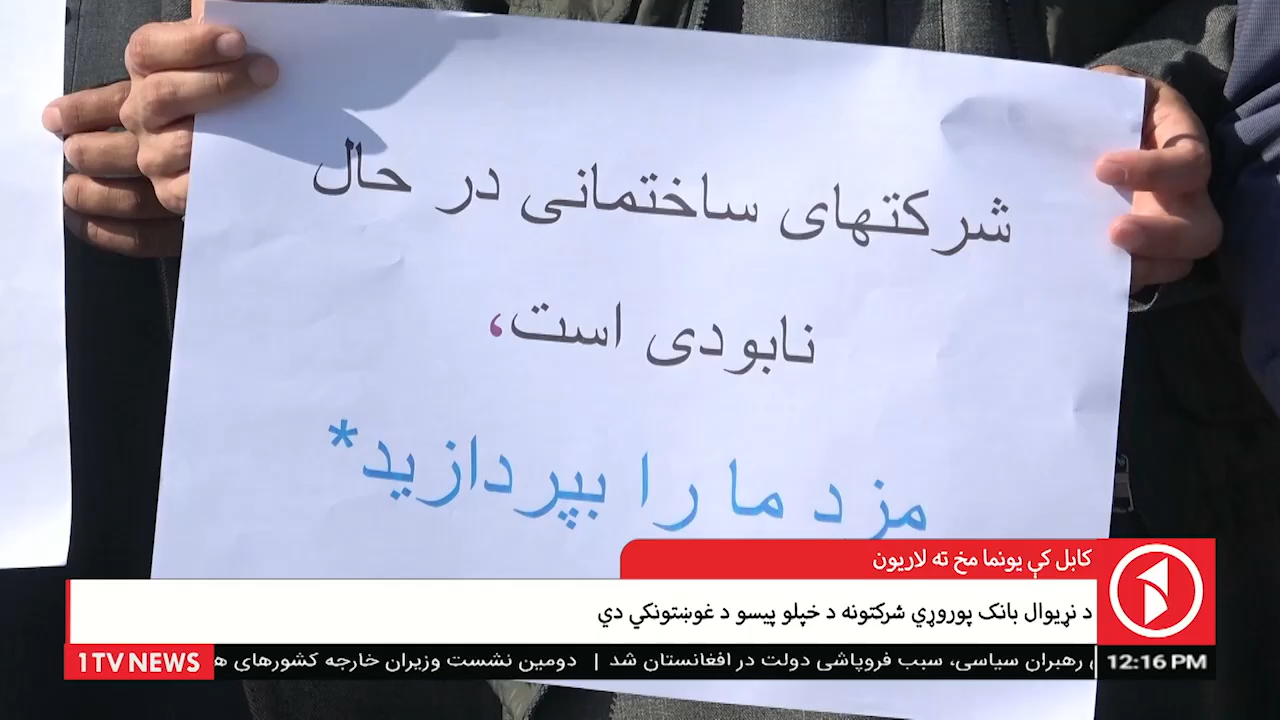 شرکتهای ساختمانی در حال
نابودی است،
مزد ما را بپردازید*
کابل کې یونما مخ ته لاریون
د نړیوال بانک پوروړي شرکتونه د خپلو پیسو د غوښتونکي دي
1TV NEWS
رهبران سیاسی، سبب فروپاشی دولت در افغانستان شد | دومین نشست وزیران خارجه کشورهای
12:16 PM